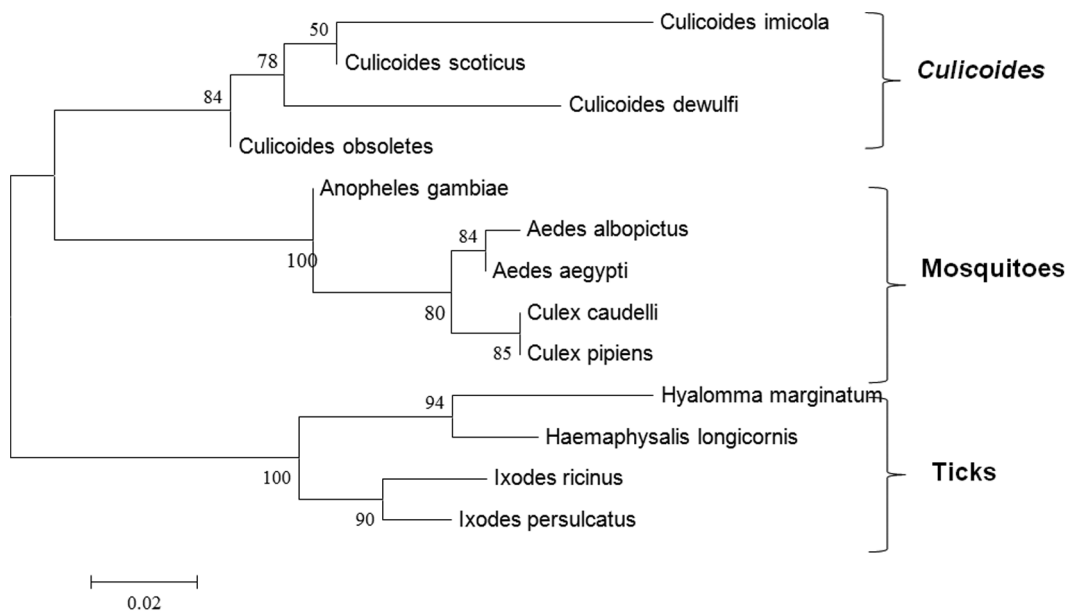 50
Culicoides imicola
78
Culicoides scoticus
Culicoides
84
Culicoides dewulfi
Culicoides obsoletes
Anopheles gambiae
84
Aedes albopictus
100
Aedes aegypti
Mosquitoes
80
Culex caudelli
85
Culex pipiens
94
Hyalomma marginatum
Haemaphysalis longicornis
100
Ixodes ricinus
Ticks
90
Ixodes persulcatus
0.02